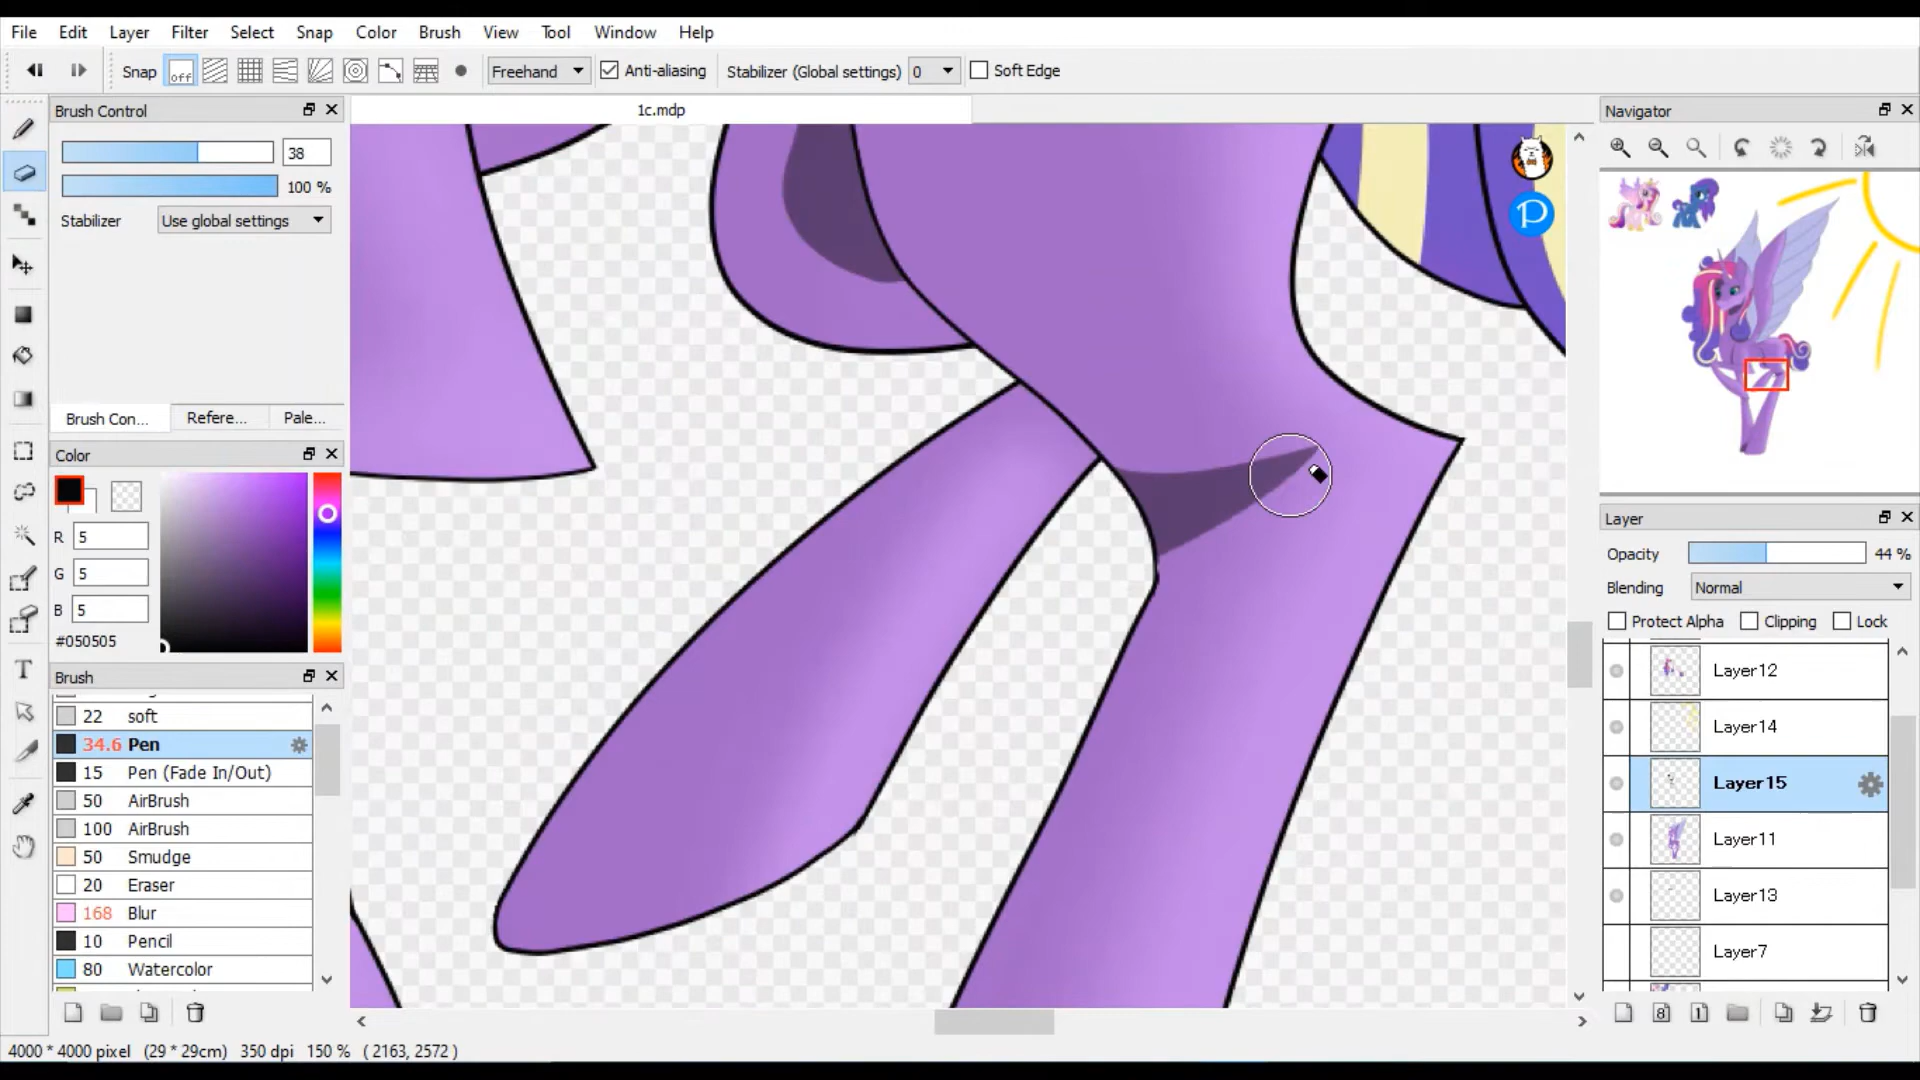 File Edit Layer Filter Select Snap Color Brush View Tool Window Help
Snap off Freehand Anti-aliasing Stabilizer (Global settings) 0 Soft Edge
Brush Control
1c.mdp
Navigator
38
100 %
Stabilizer Use global settings
Brush Con... Refere... Pale...
Color
R 5
G 5
B 5
#050505
Brush
22 soft
34.6 Pen
15 Pen (Fade In/Out)
50 AirBrush
100 AirBrush
50 Smudge
20 Eraser
168 Blur
10 Pencil
80 Watercolor
Layer
Opacity 44 %
Blending Normal
Protect Alpha Clipping Lock
Layer12
Layer14
Layer15
Layer11
Layer13
Layer7
4000 * 4000 pixel (29 * 29cm) 350 dpi 150 % ( 2163, 2572 )